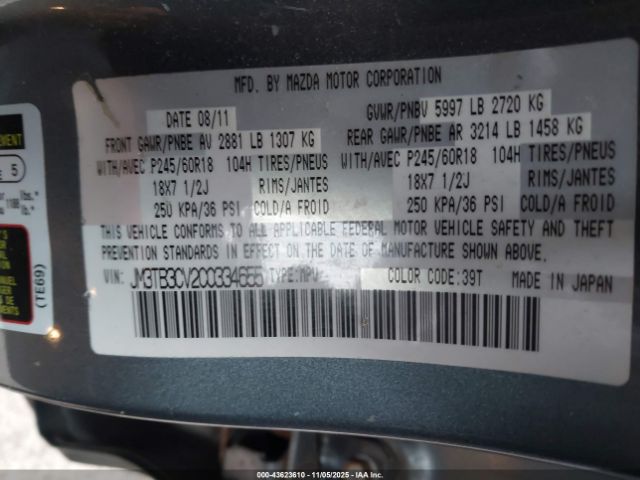 MFD. BY MAZDA MOTOR CORPORATION
DATE 08/11
GVWR/PNBV 5997 LB 2720 KG
FRONT GAWR/PNBE AV 2881 LB 1307 KG
REAR GAWR/PNBE AR 3214 LB 1458 KG
WITH/AVEC P245/60R18 104H TIRES/PNEUS
WITH/AVEC P245/60R18 104H TIRES/PNEUS
18X7 1/2J RIMS/JANTES
18X7 1/2J RIMS/JANTES
250 KPA/36 PSI COLD/A FROID
250 KPA/36 PSI COLD/A FROID
THIS VEHICLE CONFORMS TO ALL APPLICABLE FEDERAL MOTOR VEHICLE SAFETY AND THEFT
PREVENTION STANDARDS IN EFFECT ON THE DATE OF MANUFACTURE SHOWN ABOVE.
VIN: JM3TB3CV2C0334655 TYPE:MPV COLOR CODE:39T MADE IN JAPAN
(TE69)
5
000-43623610 - 11/05/2025 - COPART.CA